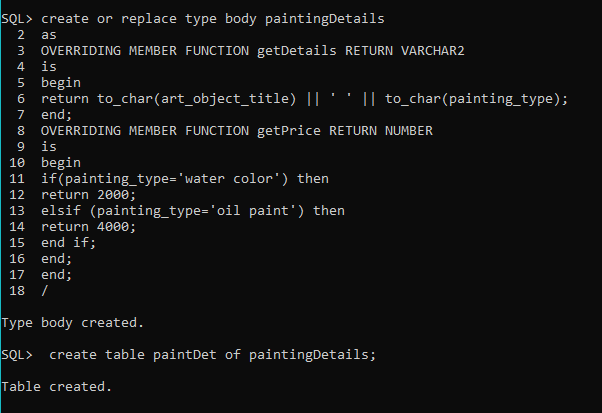 SQL> create or replace type body paintingDetails
  2  as
  3  OVERRIDING MEMBER FUNCTION getDetails RETURN VARCHAR2
  4  is
  5  begin
  6  return to_char(art_object_title) || ' ' || to_char(painting_type);
  7  end;
  8  OVERRIDING MEMBER FUNCTION getPrice RETURN NUMBER
  9  is
 10  begin
 11  if(painting_type='water color') then
 12  return 2000;
 13  elsif (painting_type='oil paint') then
 14  return 4000;
 15  end if;
 16  end;
 17  end;
 18  /
Type body created.
SQL>  create table paintDet of paintingDetails;
Table created.